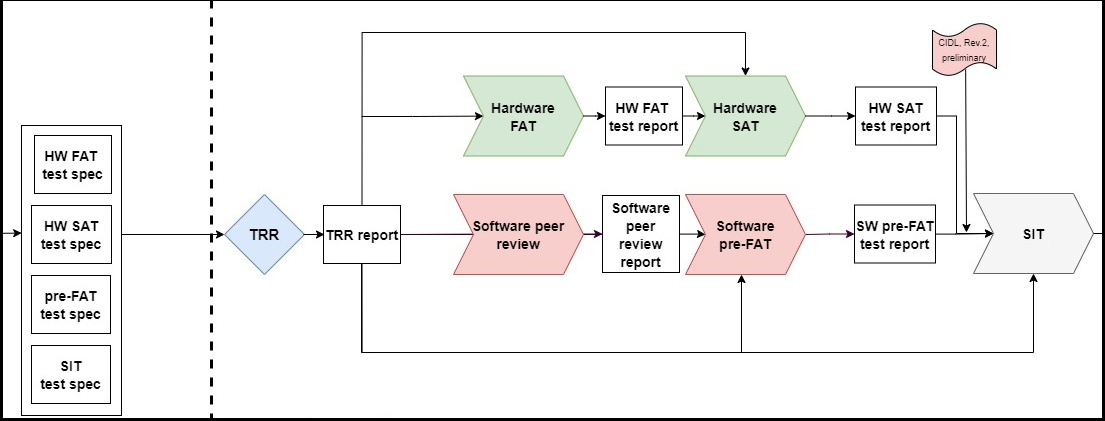 HW FAT
test spec
HW SAT
test spec
pre-FAT
test spec
SIT
test spec
TRR
TRR report
Hardware
FAT
HW FAT
test report
Hardware
SAT
HW SAT
test report
CIDL, Rev.2,
preliminary
Software peer
review
Software
peer
review
report
Software
pre-FAT
SW pre-FAT
test report
SIT